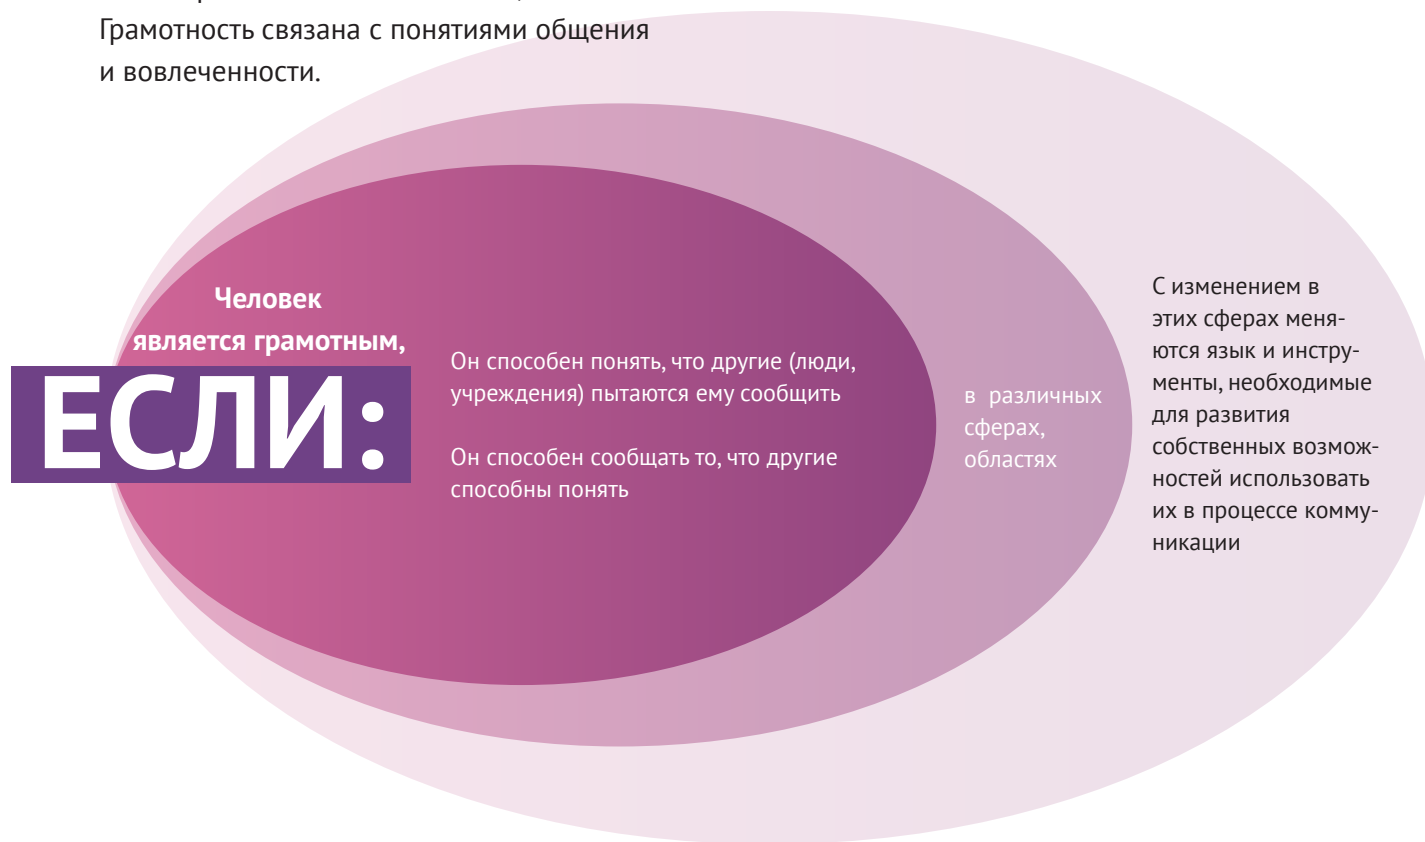 Грамотность связана с понятиями общения
и вовлеченности.
Человек
является грамотным,
ЕСЛИ:
Он способен понять, что другие (люди,
учреждения) пытаются ему сообщить
Он способен сообщать то, что другие
способны понять
в различных
сферах,
областях
С изменением в
этих сферах меня-
ются язык и инстру-
менты, необходимые
для развития
собственных возмож-
ностей использовать
их в процессе комму-
никации